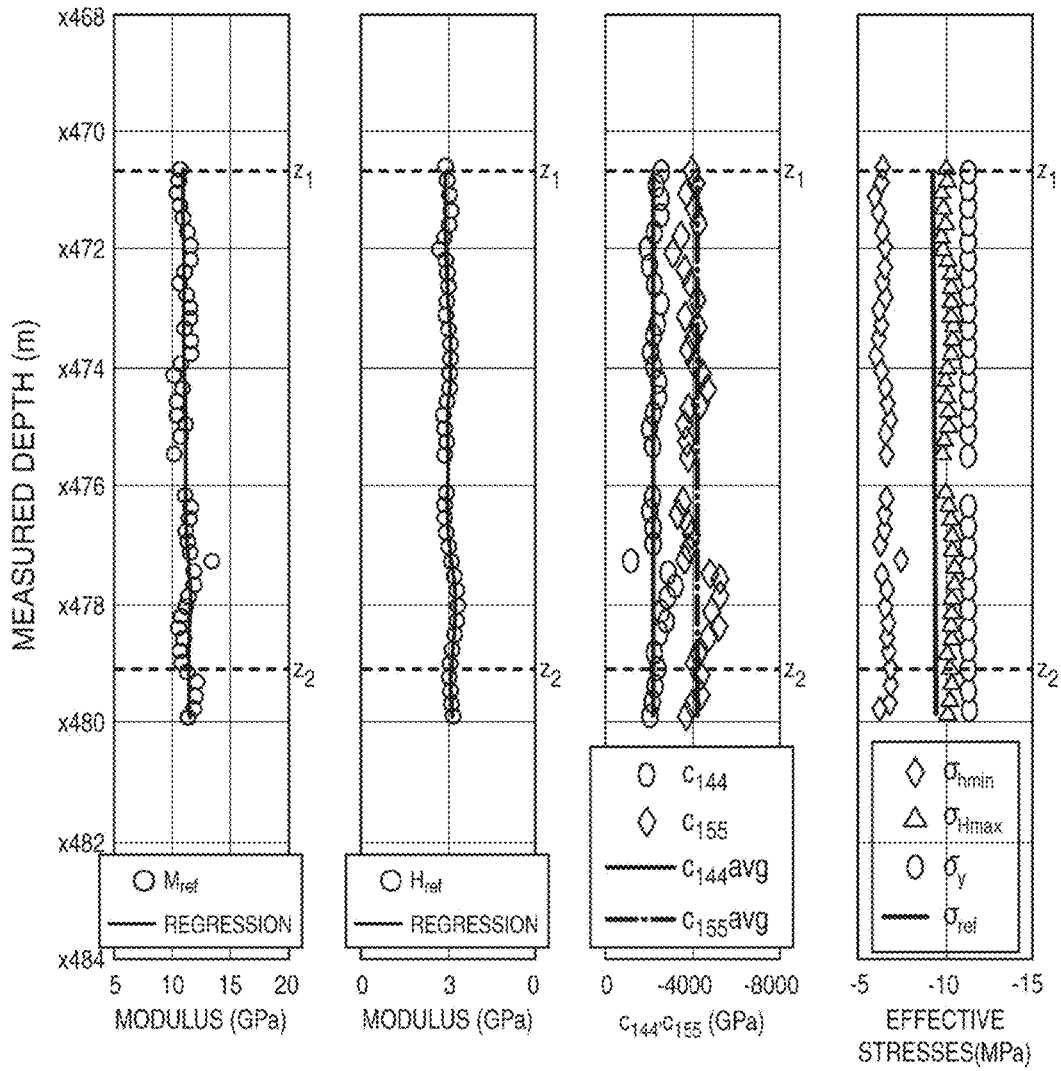 MEASURED DEPTH (m)
x468
x470
x472
x474
x476
x478
x480
x482
x484
z1
z2
z1
z2
z1
z2
z1
z2
Mref
REGRESSION
Href
REGRESSION
c144
c155
c144avg
c155avg
σhmin
σHmax
σy
σref
5 10 15 20
MODULUS (GPa)
0 3 0
MODULUS (GPa)
0 -4000 -8000
c144,c155 (GPa)
-5 -10 -15
EFFECTIVE
STRESSES(MPa)